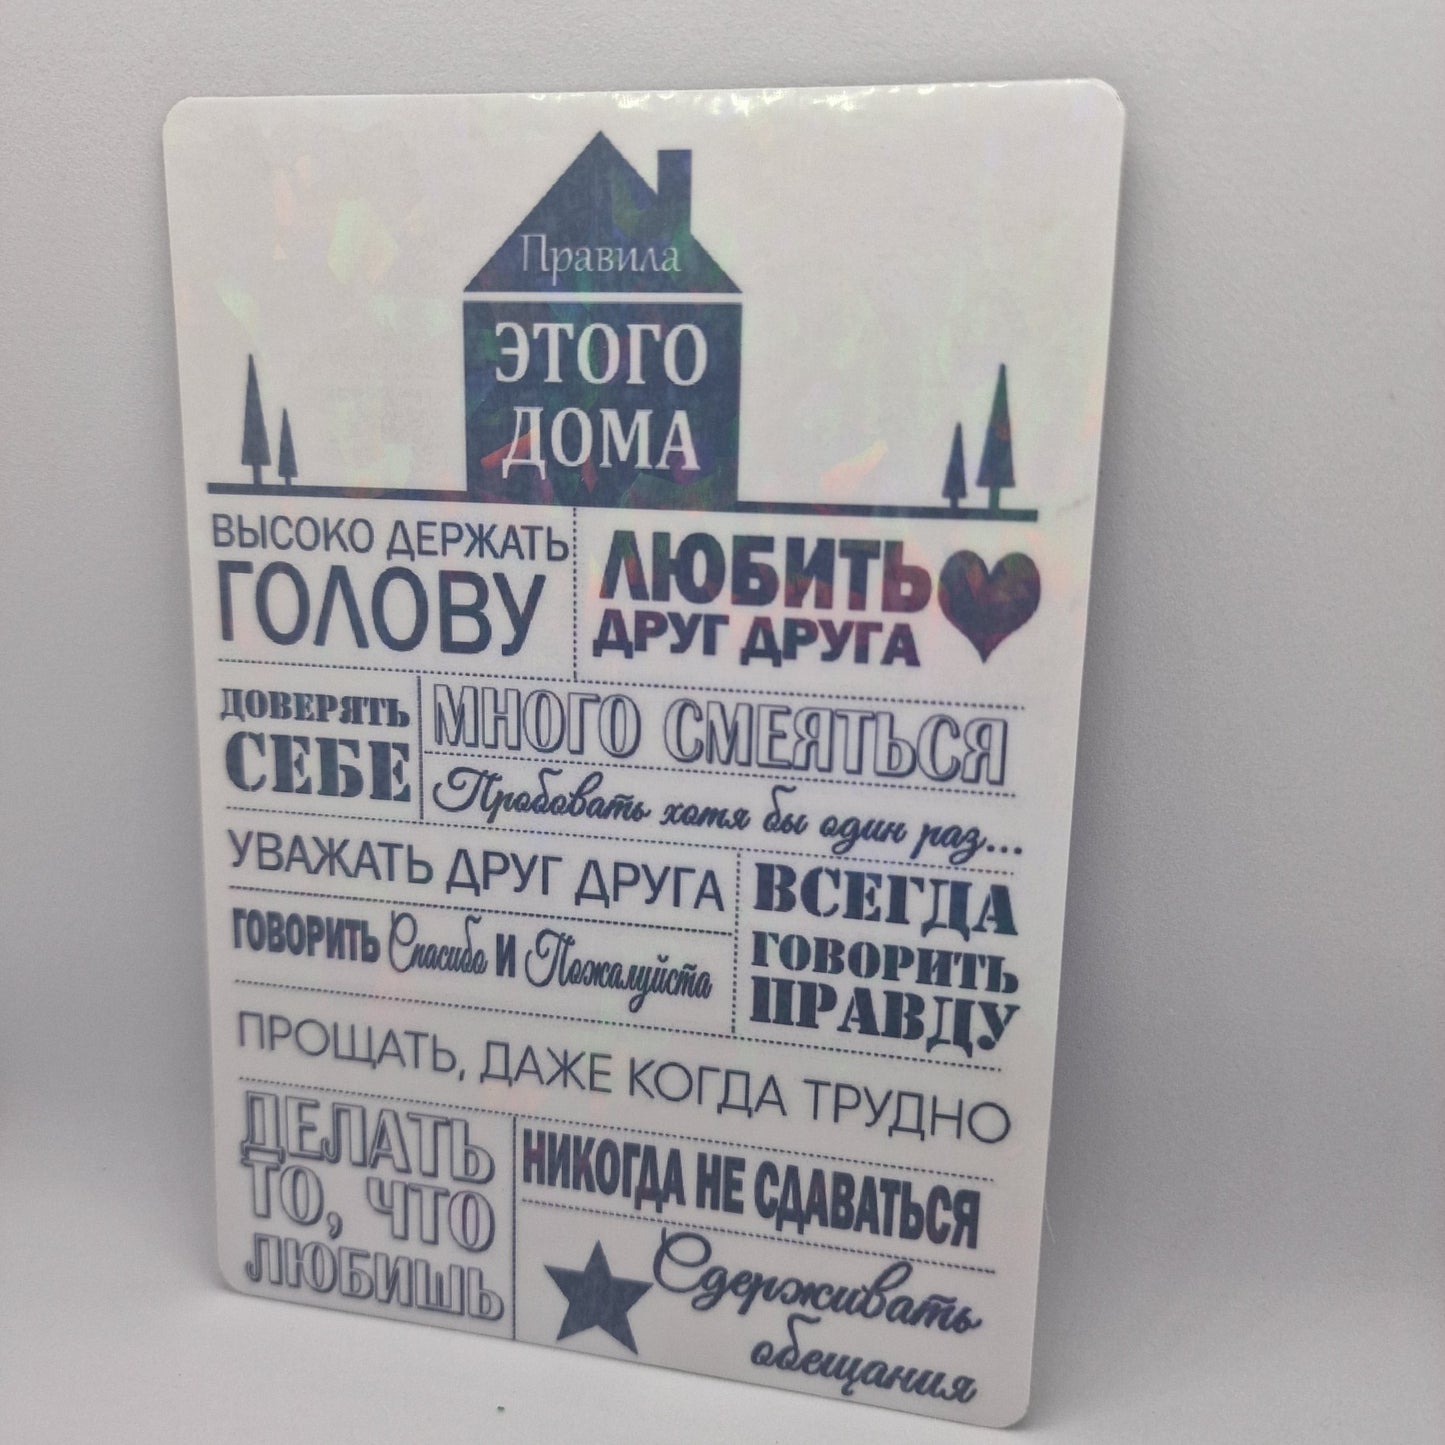 Правила
ЭТОГО
ДОМА
ВЫСОКО ДЕРЖАТЬ
ГОЛОВУ
ЛЮБИТЬ
ДРУГ ДРУГА
ДОВЕРЯТЬ
СЕБЕ
МНОГО СМЕЯТЬСЯ
Пробовать хотя бы один раз...
УВАЖАТЬ ДРУГ ДРУГА
ГОВОРИТЬ Спасибо И Пожалуйста
ВСЕГДА
ГОВОРИТЬ
ПРАВДУ
ПРОЩАТЬ, ДАЖЕ КОГДА ТРУДНО
ДЕЛАТЬ
ТО, ЧТО
ЛЮБИШЬ
НИКОГДА НЕ СДАВАТЬСЯ
Сдерживать
обещания